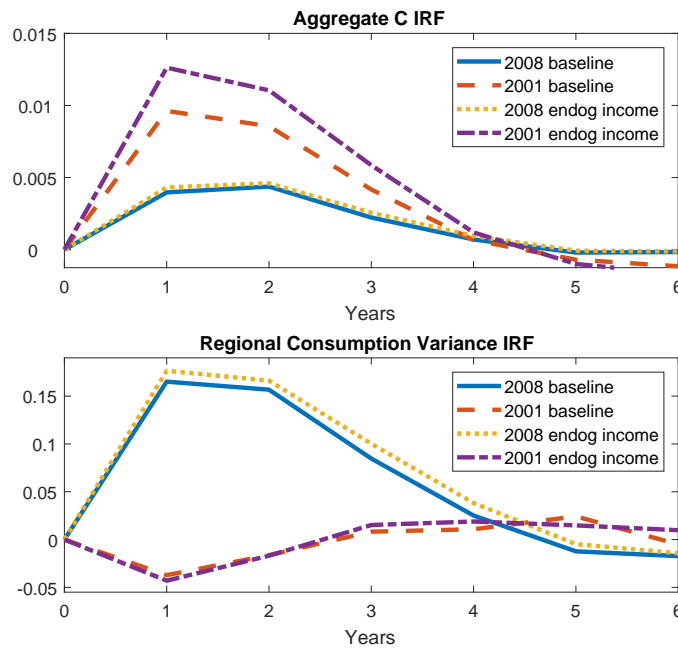 Aggregate C IRF
0.015
0.01
0.005
0
2008 baseline
2001 baseline
2008 endog income
2001 endog income
0 1 2 3 4 5 6
Years
Regional Consumption Variance IRF
0.15
0.1
0.05
0
-0.05
2008 baseline
2001 baseline
2008 endog income
2001 endog income
0 1 2 3 4 5 6
Years